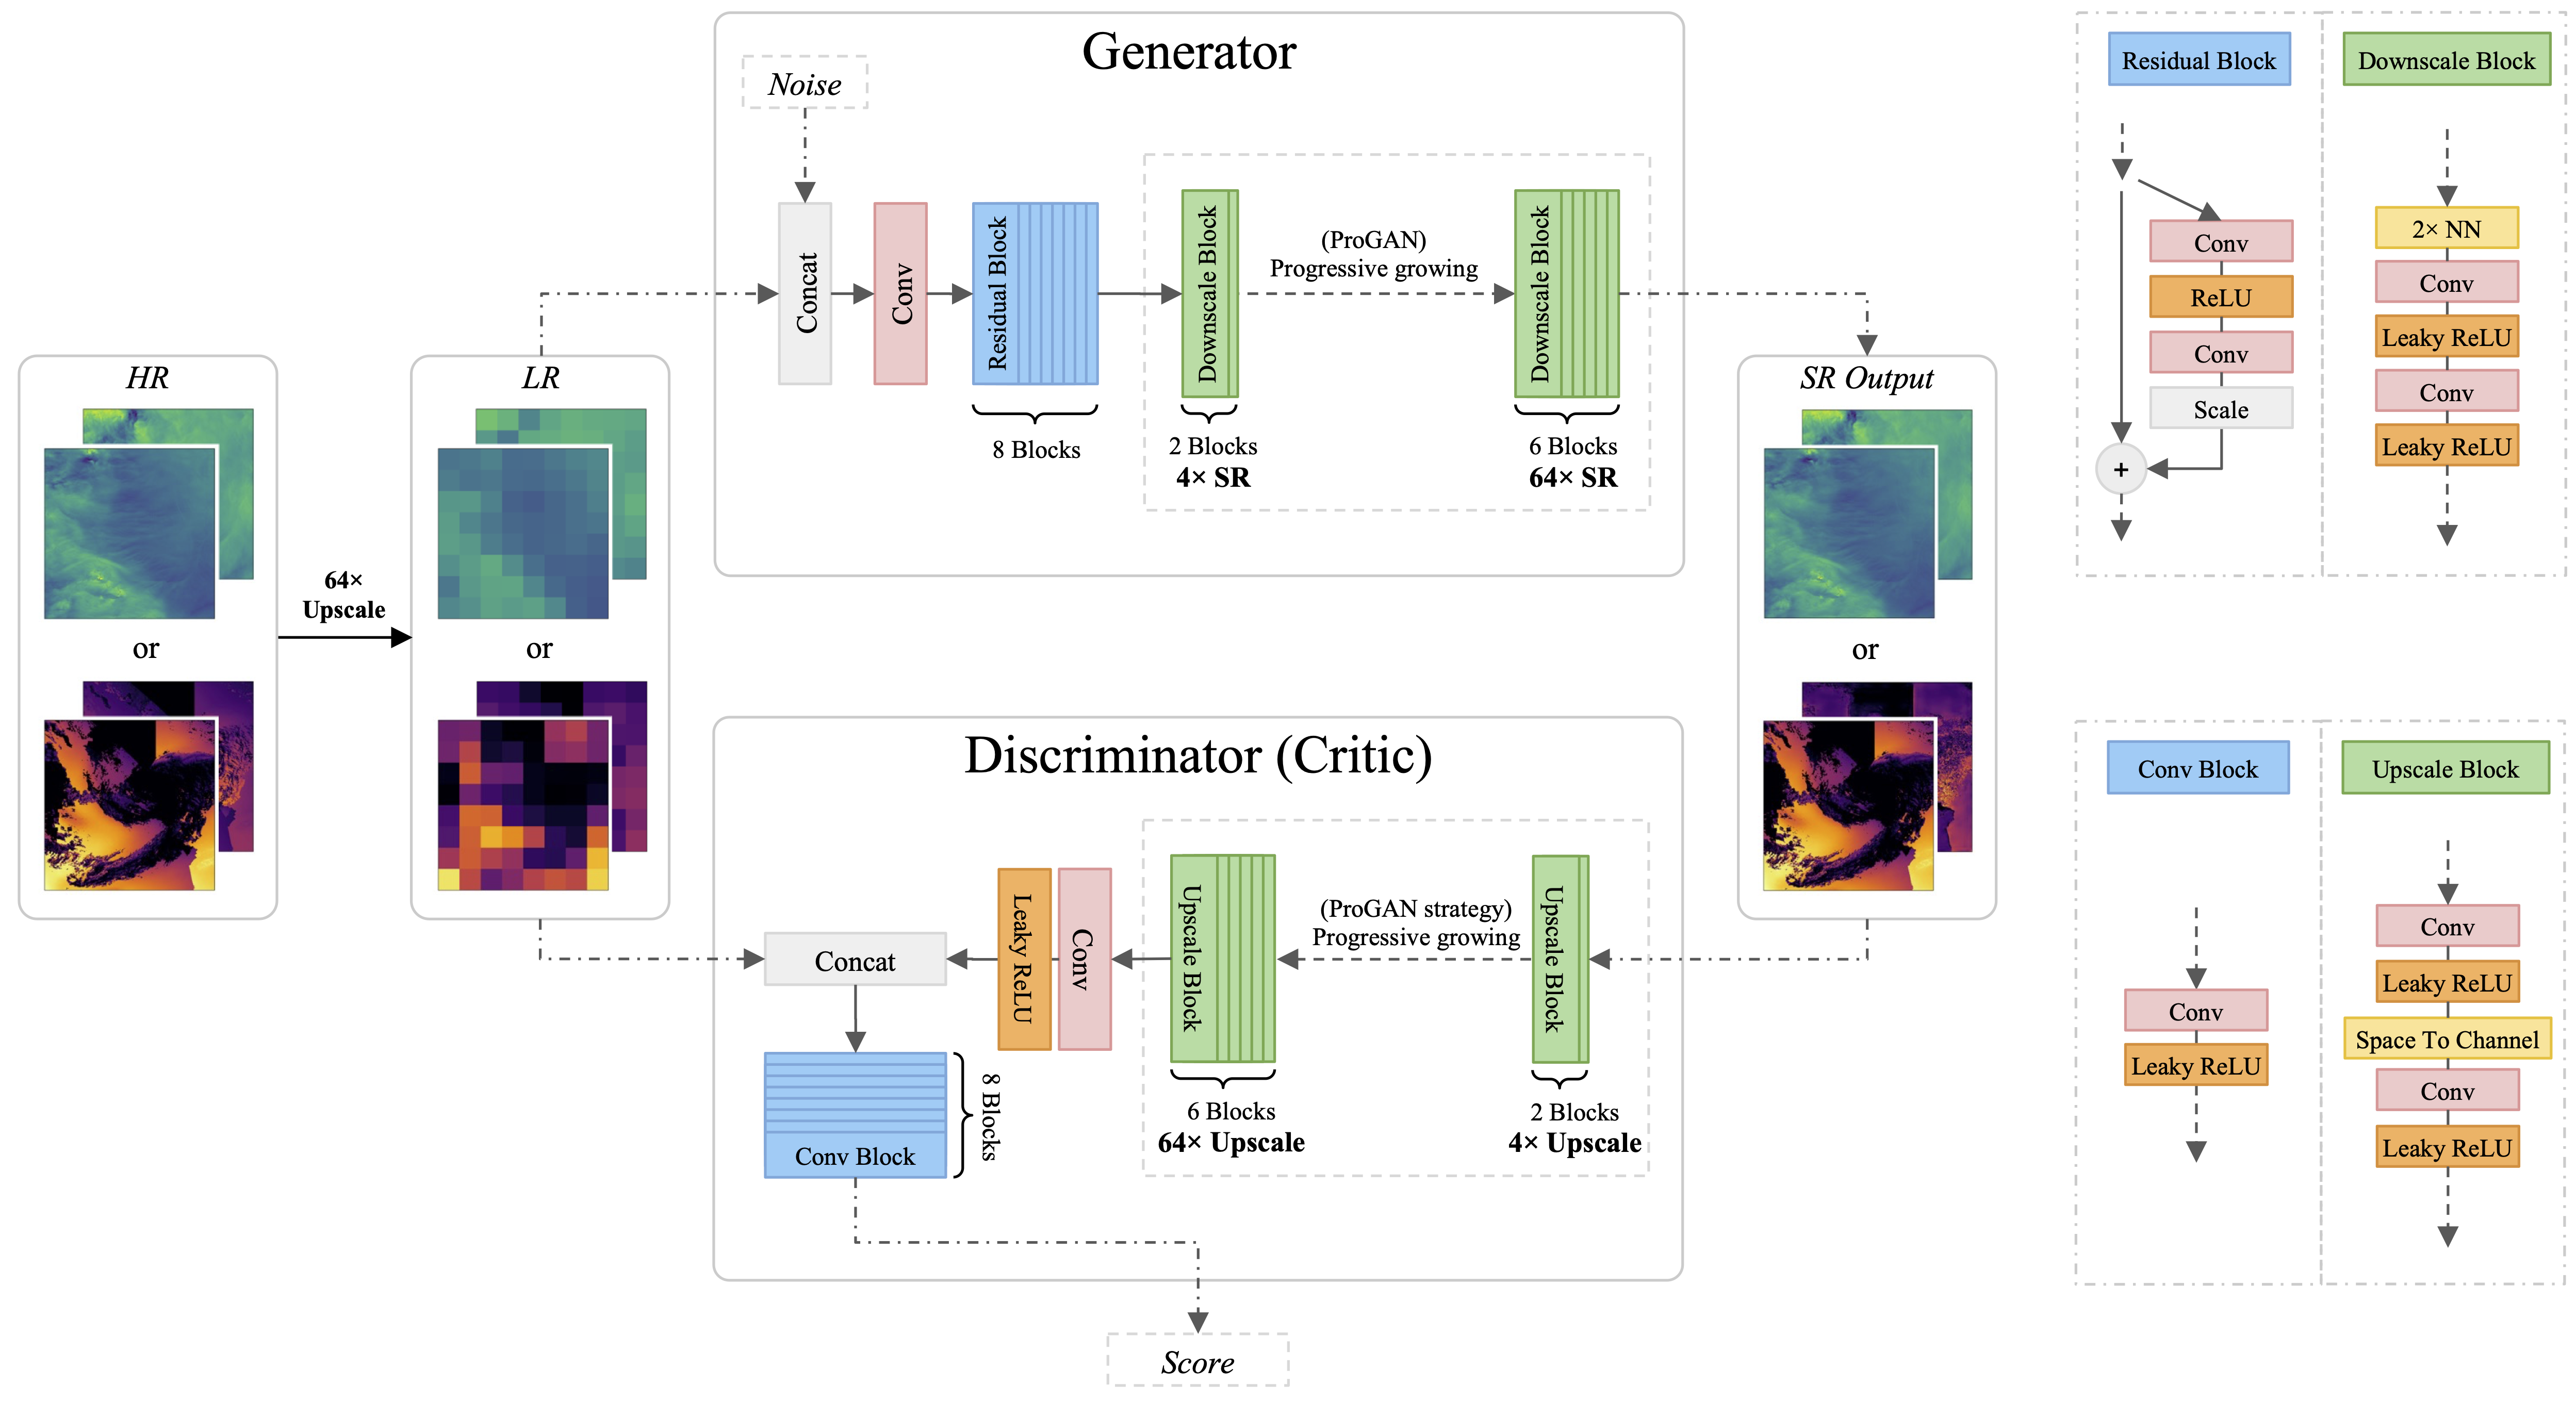 HR
or
64×
Upscale
LR
or
Generator
Noise
Concat
Conv
Residual Block
8 Blocks
Downscale Block
2 Blocks
4× SR
(ProGAN)
Progressive growing
Downscale Block
6 Blocks
64× SR
SR Output
or
Discriminator (Critic)
Concat
Leaky ReLU
Conv
Upscale Block
6 Blocks
64× Upscale
(ProGAN strategy)
Progressive growing
Upscale Block
2 Blocks
4× Upscale
Conv Block
8 Blocks
Score
Residual Block
Conv
ReLU
Conv
Scale
+
Downscale Block
2× NN
Conv
Leaky ReLU
Conv
Leaky ReLU
Conv Block
Conv
Leaky ReLU
Upscale Block
Conv
Leaky ReLU
Space To Channel
Conv
Leaky ReLU